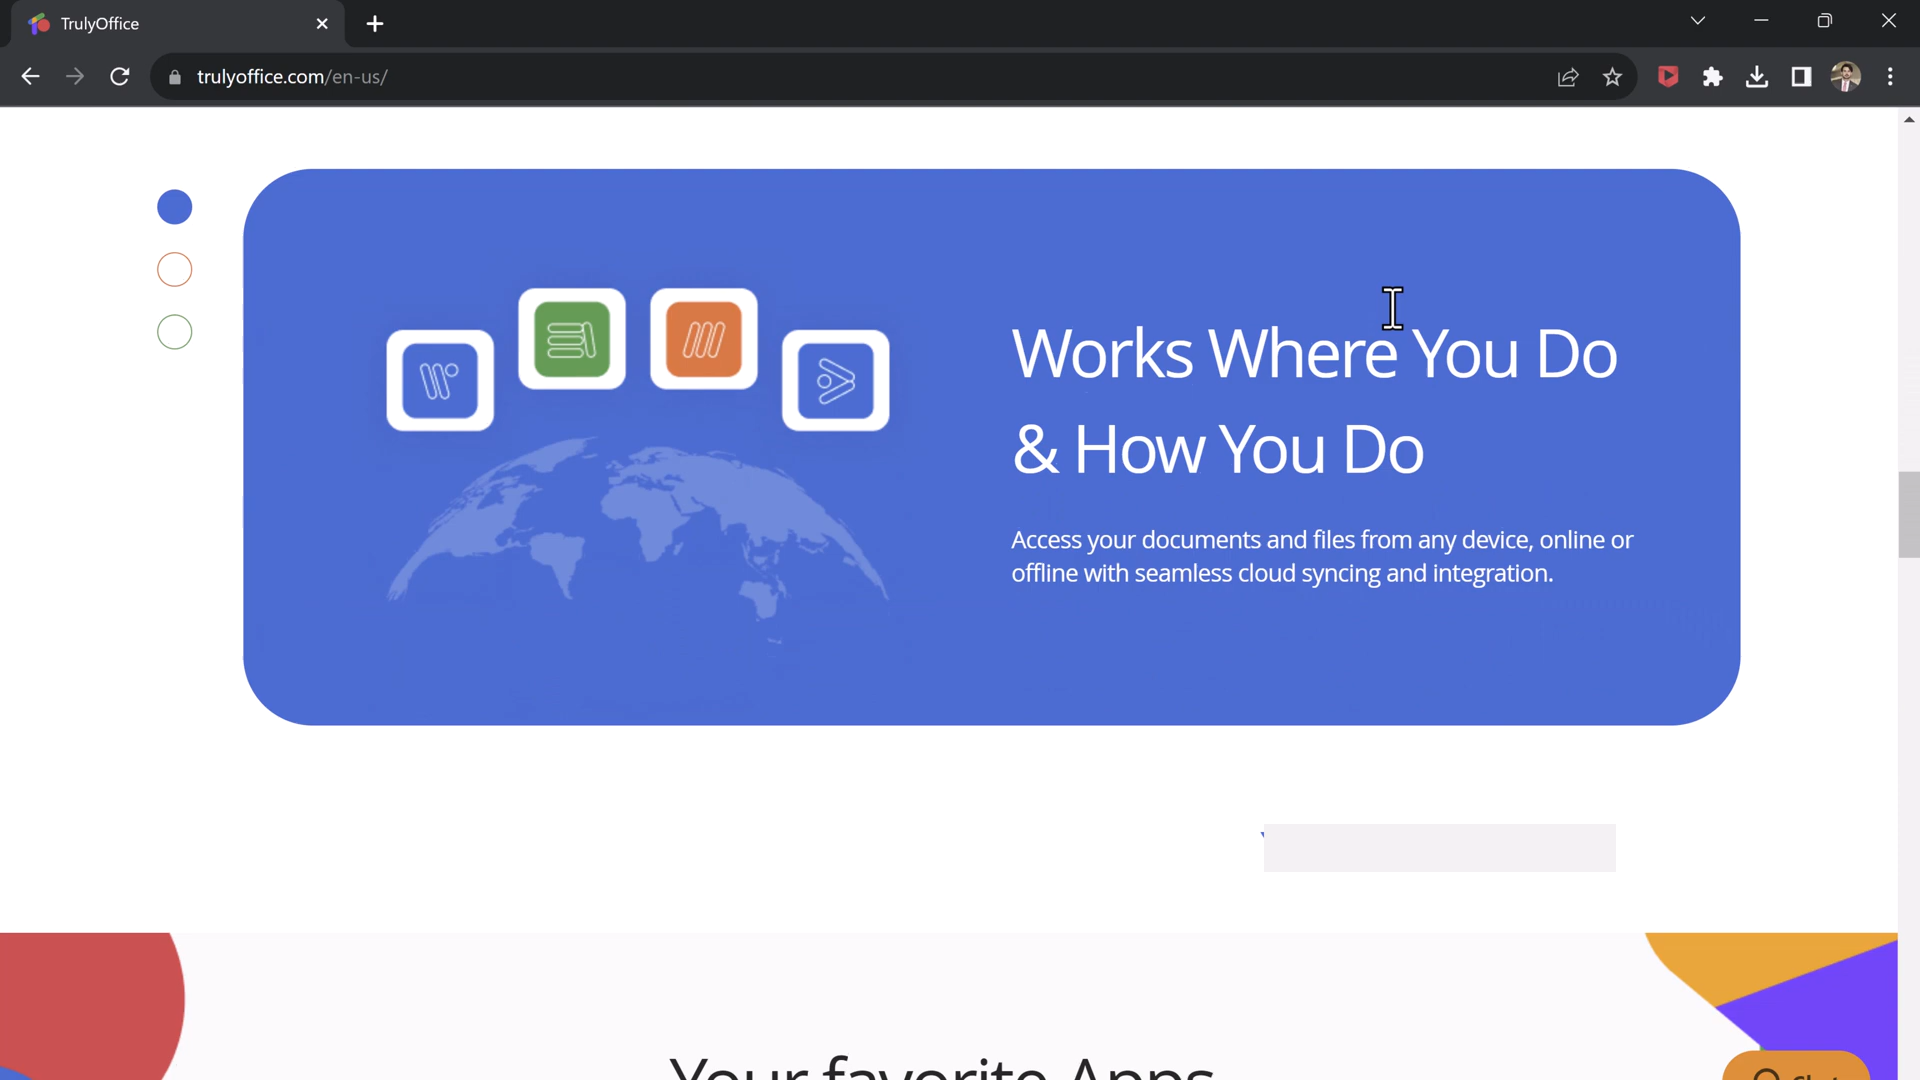 TrulyOffice
trulyoffice.com/en-us/
Works Where You Do
& How You Do
Access your documents and files from any device, online or
offline with seamless cloud syncing and integration.
Your favorite Apps
Chat